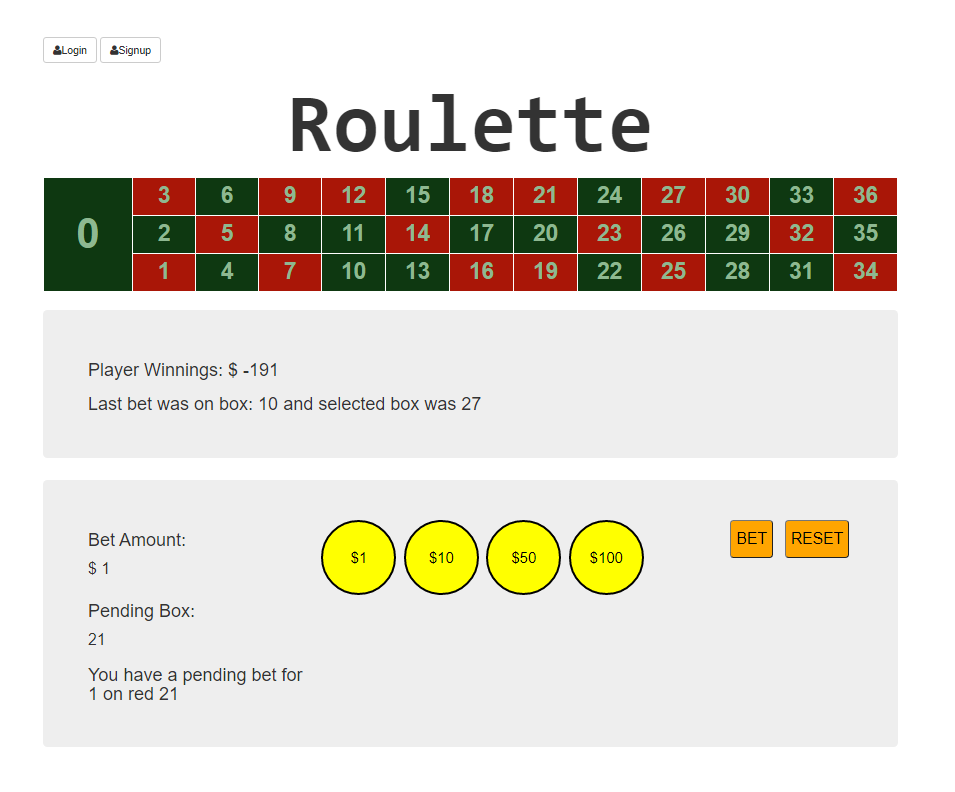 Login Signup
Roulette
0
3 6 9 12 15 18 21 24 27 30 33 36
2 5 8 11 14 17 20 23 26 29 32 35
1 4 7 10 13 16 19 22 25 28 31 34
Player Winnings: $ -191
Last bet was on box: 10 and selected box was 27
Bet Amount:
$ 1
$1 $10 $50 $100
BET RESET
Pending Box:
21
You have a pending bet for
1 on red 21